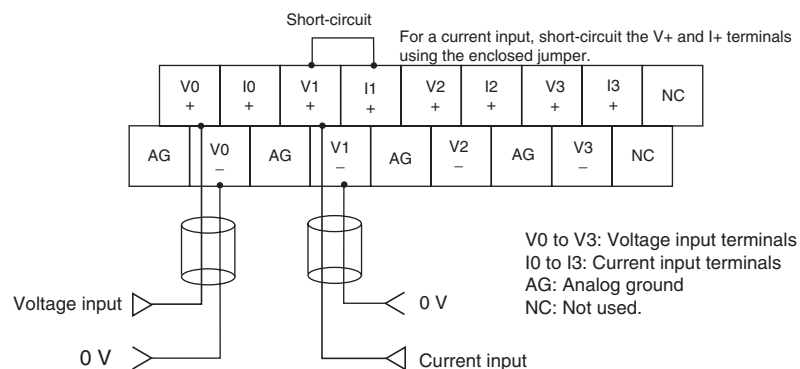 Short-circuit
For a current input, short-circuit the V+ and I+ terminals
using the enclosed jumper.
V0 I0 V1 I1 V2 I2 V3 I3 NC
+ + + + + + + +
AG V0 AG V1 AG V2 AG V3 NC
– – – –
V0 to V3: Voltage input terminals
I0 to I3: Current input terminals
AG: Analog ground
NC: Not used.
Voltage input
0 V
0 V
Current input